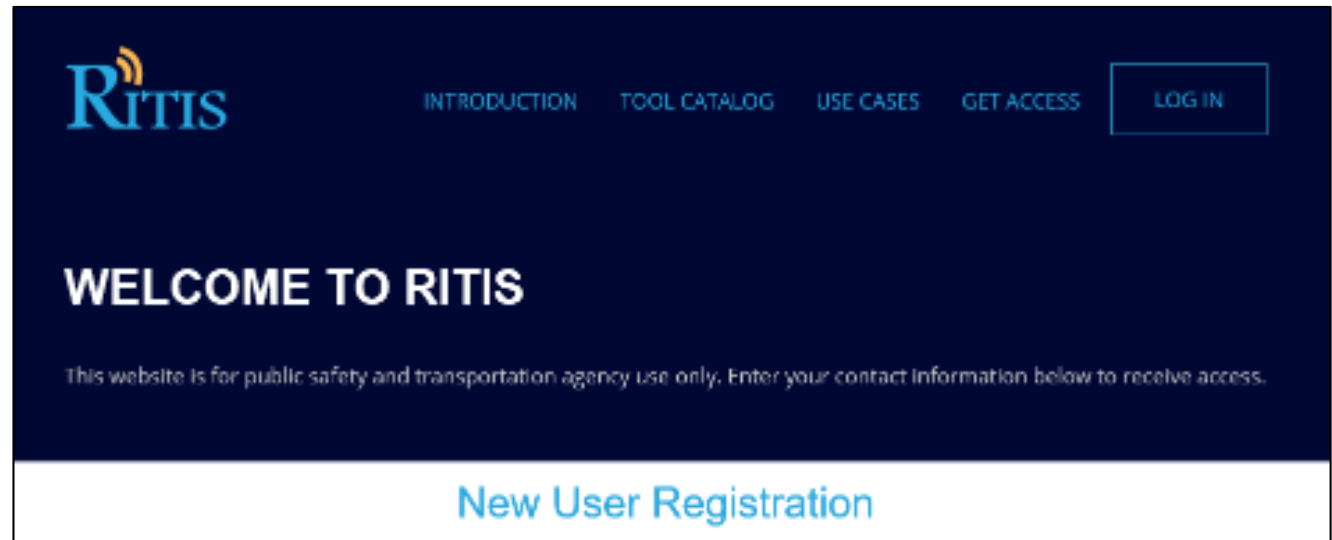 RITIS
INTRODUCTION TOOL CATALOG USE CASES GET ACCESS LOG IN
WELCOME TO RITIS
This website is for public safety and transportation agency use only. Enter your contact information below to receive access.
New User Registration